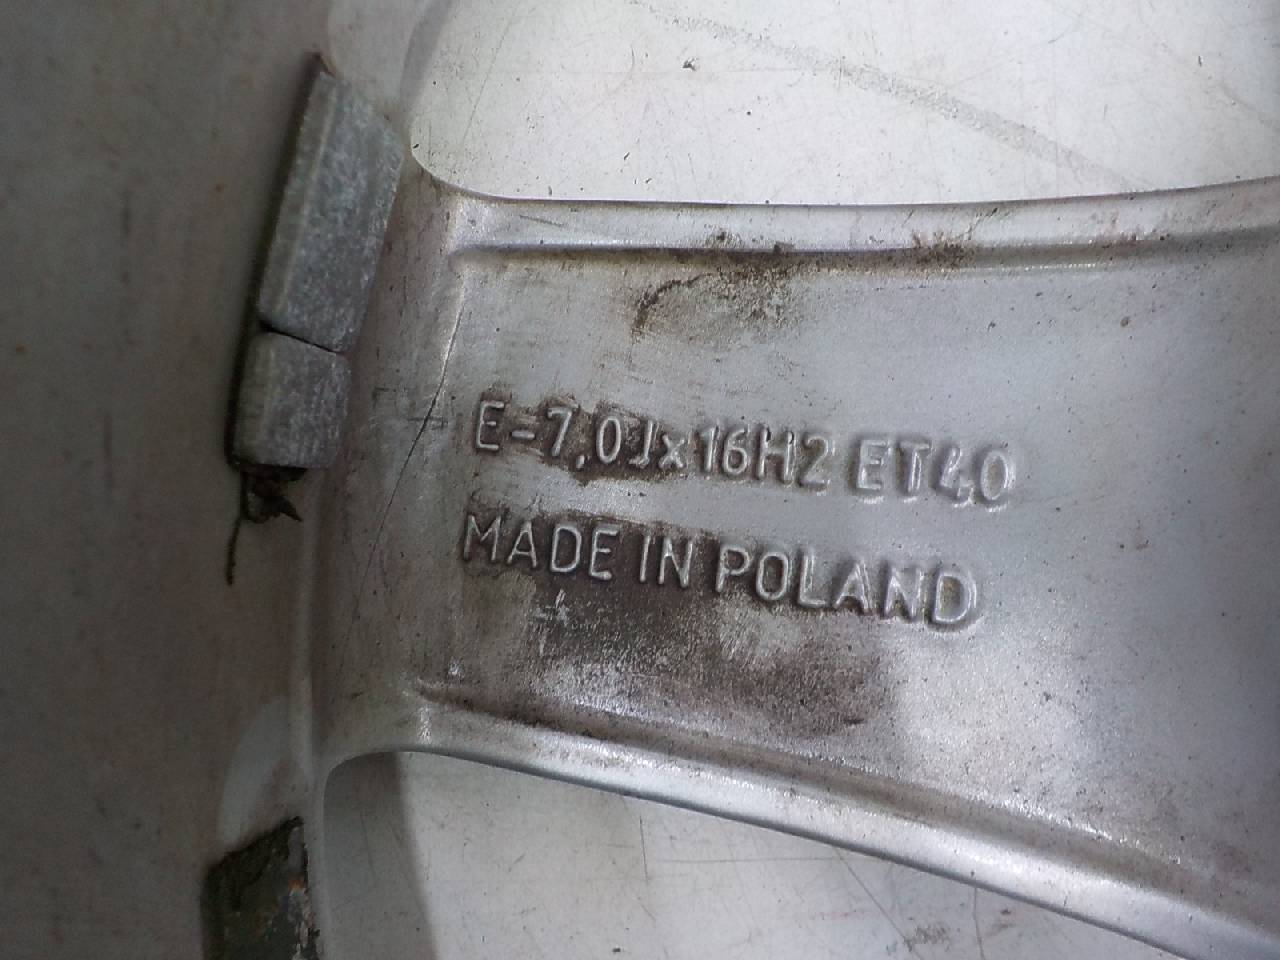 E-7,0Jx16H2 ET40
MADE IN POLAND